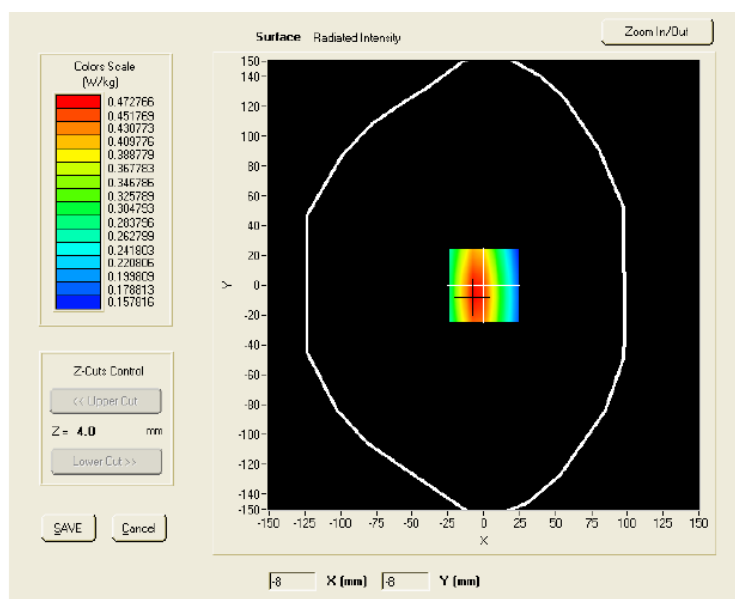 Surface Radiated Intensity
Zoom In/Out
Colors Scale
(W/kg)
0.472766
0.451769
0.430773
0.409776
0.388779
0.367783
0.346786
0.325789
0.304793
0.283796
0.262799
0.241803
0.220806
0.199809
0.178813
0.157816
Z-Cuts Control
<< Upper Cut
Z = 4.0 mm
Lower Cut >>
SAVE Cancel
150
140
120
100
80
60
40
20
0
-20
-40
-60
-80
-100
-120
-140
-150
Y
-150 -125 -100 -75 -50 -25 0 25 50 75 100 125 150
X
-8 X (mm) -8 Y (mm)